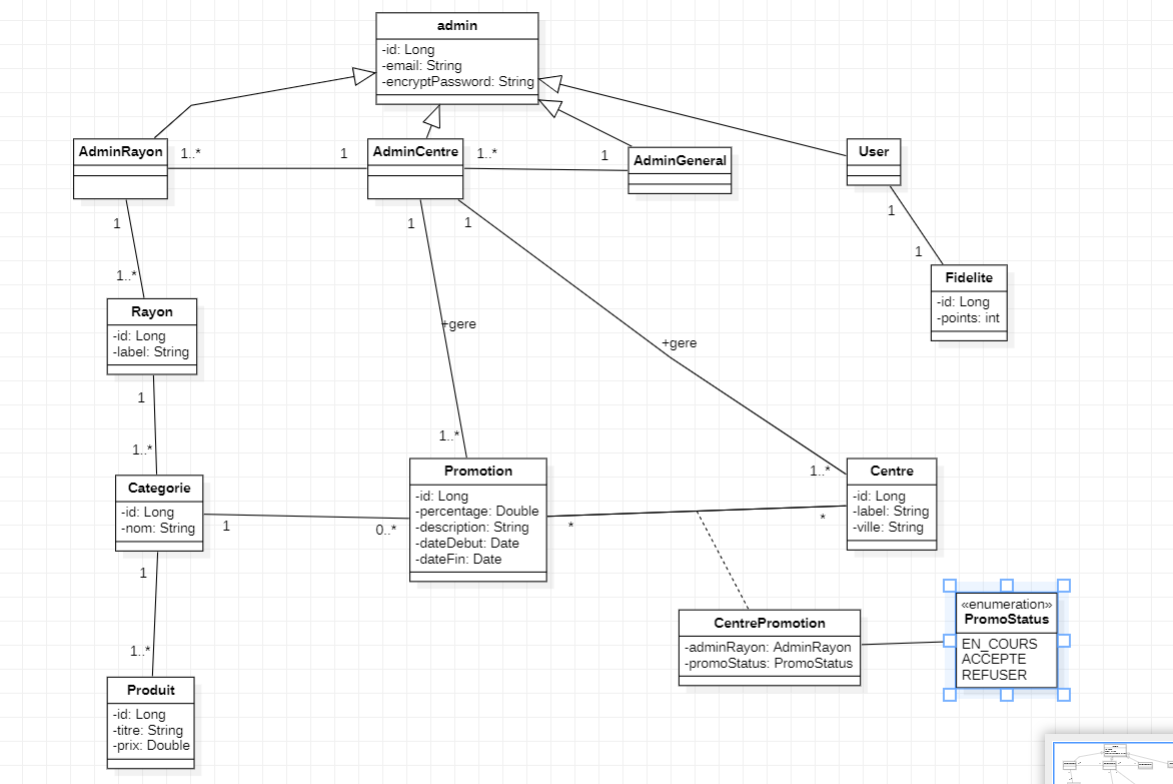 admin
-id: Long
-email: String
-encryptPassword: String
AdminRayon
1..*
1
AdminCentre
1..*
1
AdminGeneral
User
1
1
1
1
1
Fidelite
-id: Long
-points: int
1..*
Rayon
-id: Long
-label: String
+gere
+gere
1
1..*
1..*
1..*
Categorie
-id: Long
-nom: String
1
0..*
Promotion
-id: Long
-percentage: Double
-description: String
-dateDebut: Date
-dateFin: Date
*
*
Centre
-id: Long
-label: String
-ville: String
1
1..*
CentrePromotion
-adminRayon: AdminRayon
-promoStatus: PromoStatus
«enumeration»
PromoStatus
EN_COURS
ACCEPTE
REFUSER
Produit
-id: Long
-titre: String
-prix: Double